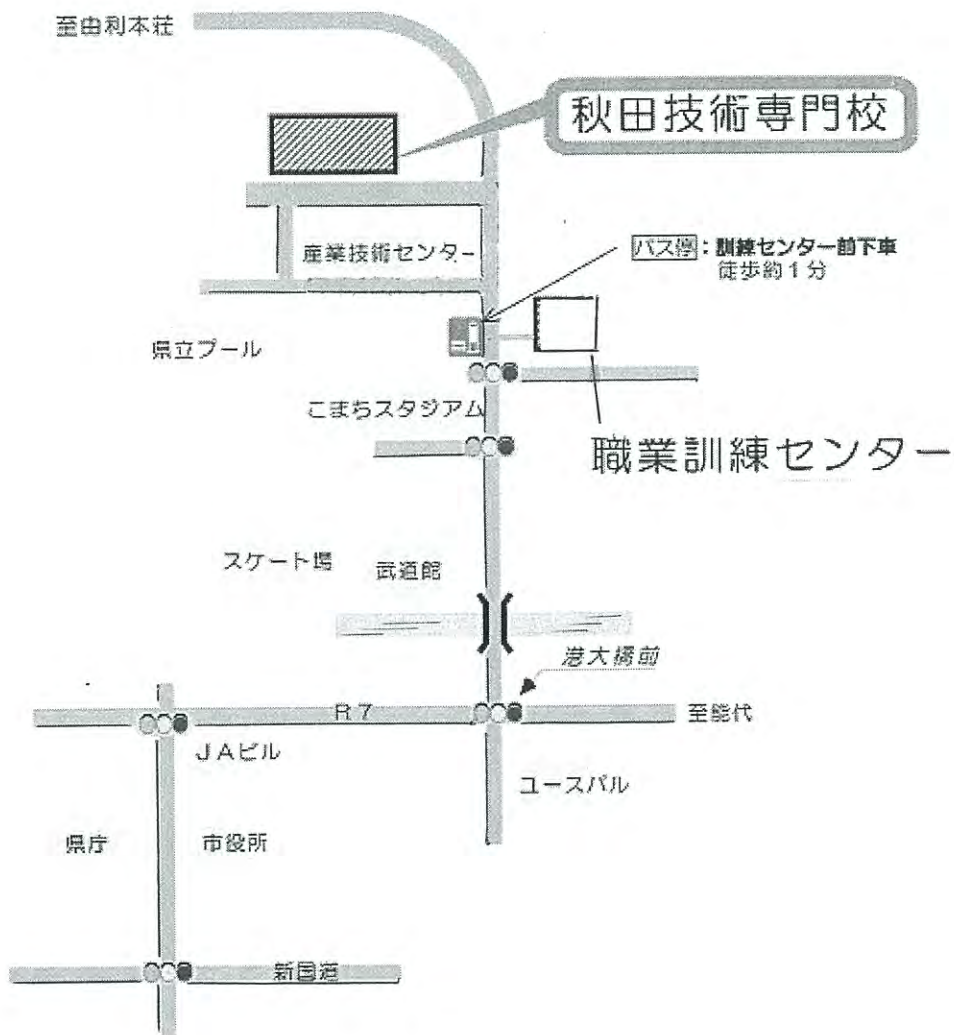 至由利本荘
秋田技術専門校
産業技術センター
バス停：訓練センター前下車
徒歩約１分
県立プール
こまちスタジアム
職業訓練センター
スケート場
武道館
港大橋前
Ｒ７
至能代
ＪＡビル
ユースパル
県庁
市役所
新国道